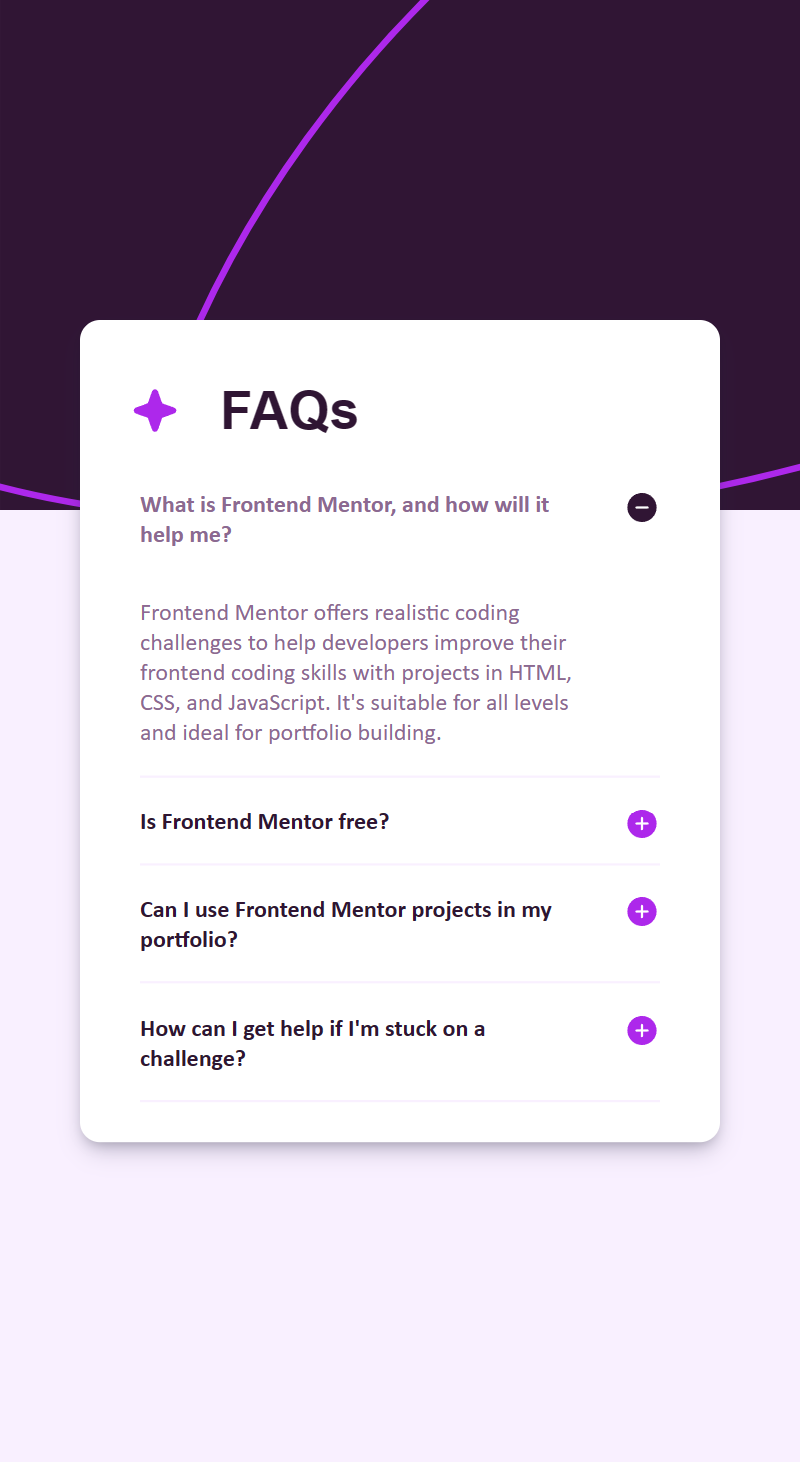 FAQs
What is Frontend Mentor, and how will it
help me?
Frontend Mentor offers realistic coding
challenges to help developers improve their
frontend coding skills with projects in HTML,
CSS, and JavaScript. It's suitable for all levels
and ideal for portfolio building.
Is Frontend Mentor free?
Can I use Frontend Mentor projects in my
portfolio?
How can I get help if I'm stuck on a
challenge?